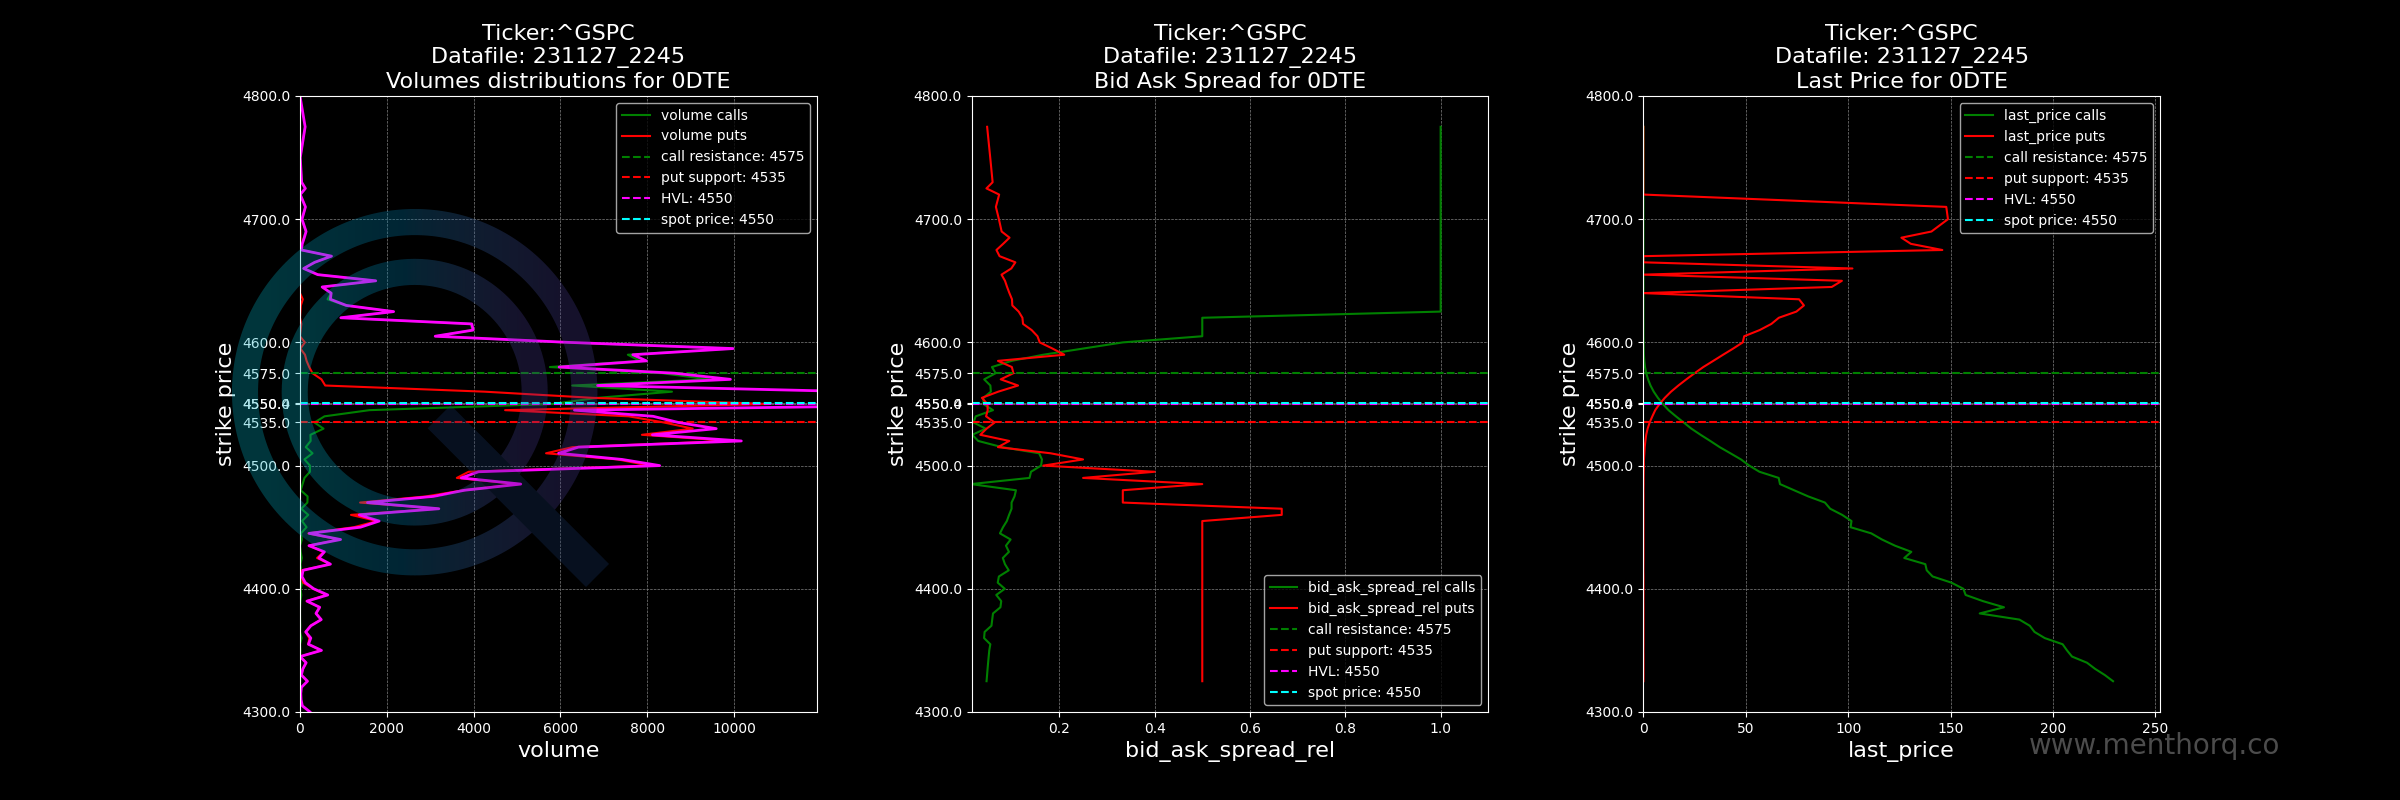 Ticker:^GSPC
Datafile: 231127_2245
Volumes distributions for 0DTE
volume calls
volume puts
call resistance: 4575
put support: 4535
HVL: 4550
spot price: 4550
4800.0
4700.0
4600.0
4575.0
4535.0
4500.0
4400.0
4300.0
strike price
0
2000
4000
6000
8000
10000
volume
Ticker:^GSPC
Datafile: 231127_2245
Bid Ask Spread for 0DTE
4800.0
4700.0
4600.0
4575.0
4535.0
4500.0
4400.0
4300.0
strike price
bid_ask_spread_rel calls
bid_ask_spread_rel puts
call resistance: 4575
put support: 4535
HVL: 4550
spot price: 4550
0.2
0.4
0.6
0.8
1.0
bid_ask_spread_rel
Ticker:^GSPC
Datafile: 231127_2245
Last Price for 0DTE
last_price calls
last_price puts
call resistance: 4575
put support: 4535
HVL: 4550
spot price: 4550
4800.0
4700.0
4600.0
4575.0
4535.0
4500.0
4400.0
4300.0
strike price
0
50
100
150
200
250
last_price
www.menthorq.co